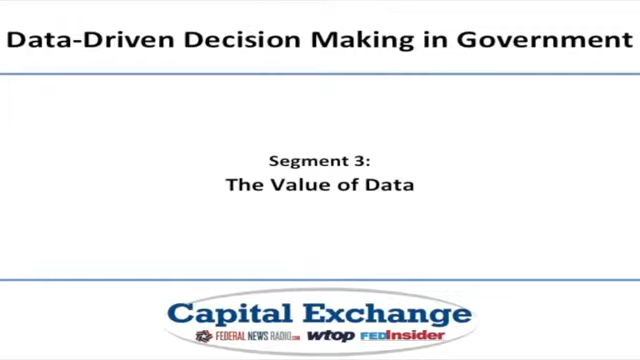 Data-Driven Decision Making in Government
Segment 3:
The Value of Data
Capital Exchange
FEDERAL NEWS RADIO.COM wtop FEDInsider